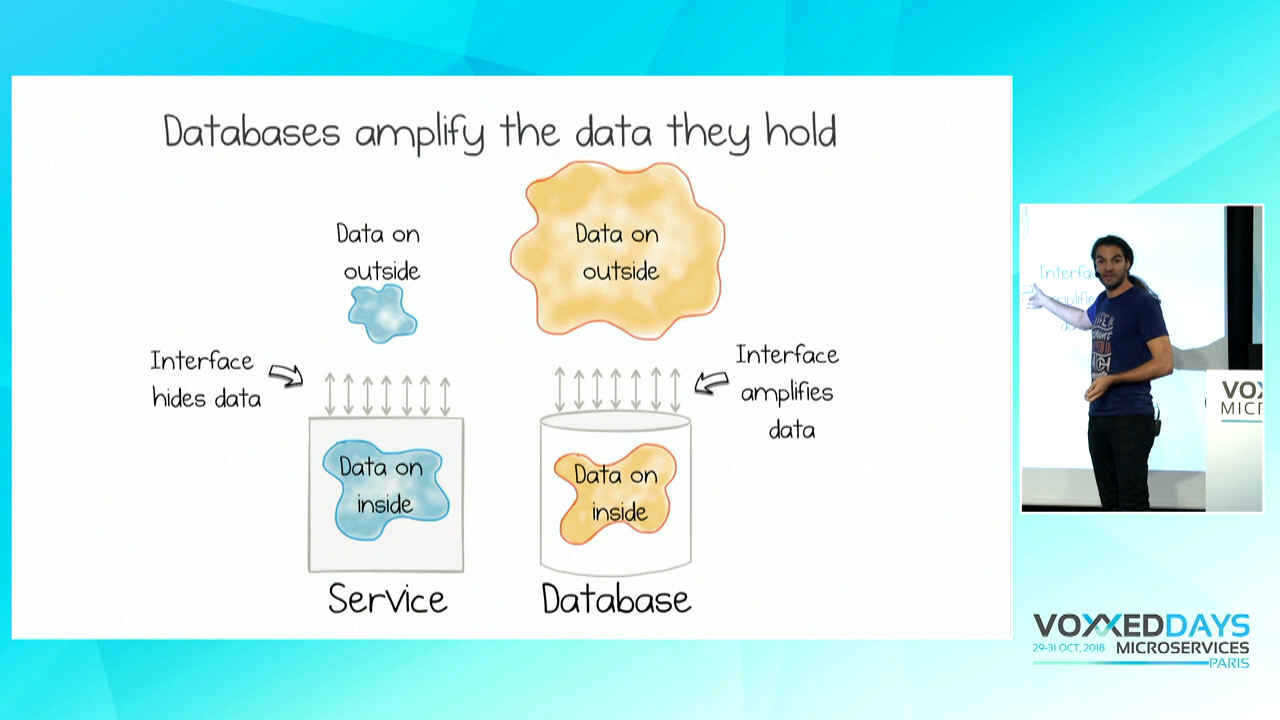 Databases amplify the data they hold
Data on
outside
Data on
outside
Interface
hides data
Interface
amplifies
data
Data on
inside
Data on
inside
Service
Database
VOXXEDDAYS
29-31 OCT, 2018 MICROSERVICES
PARIS